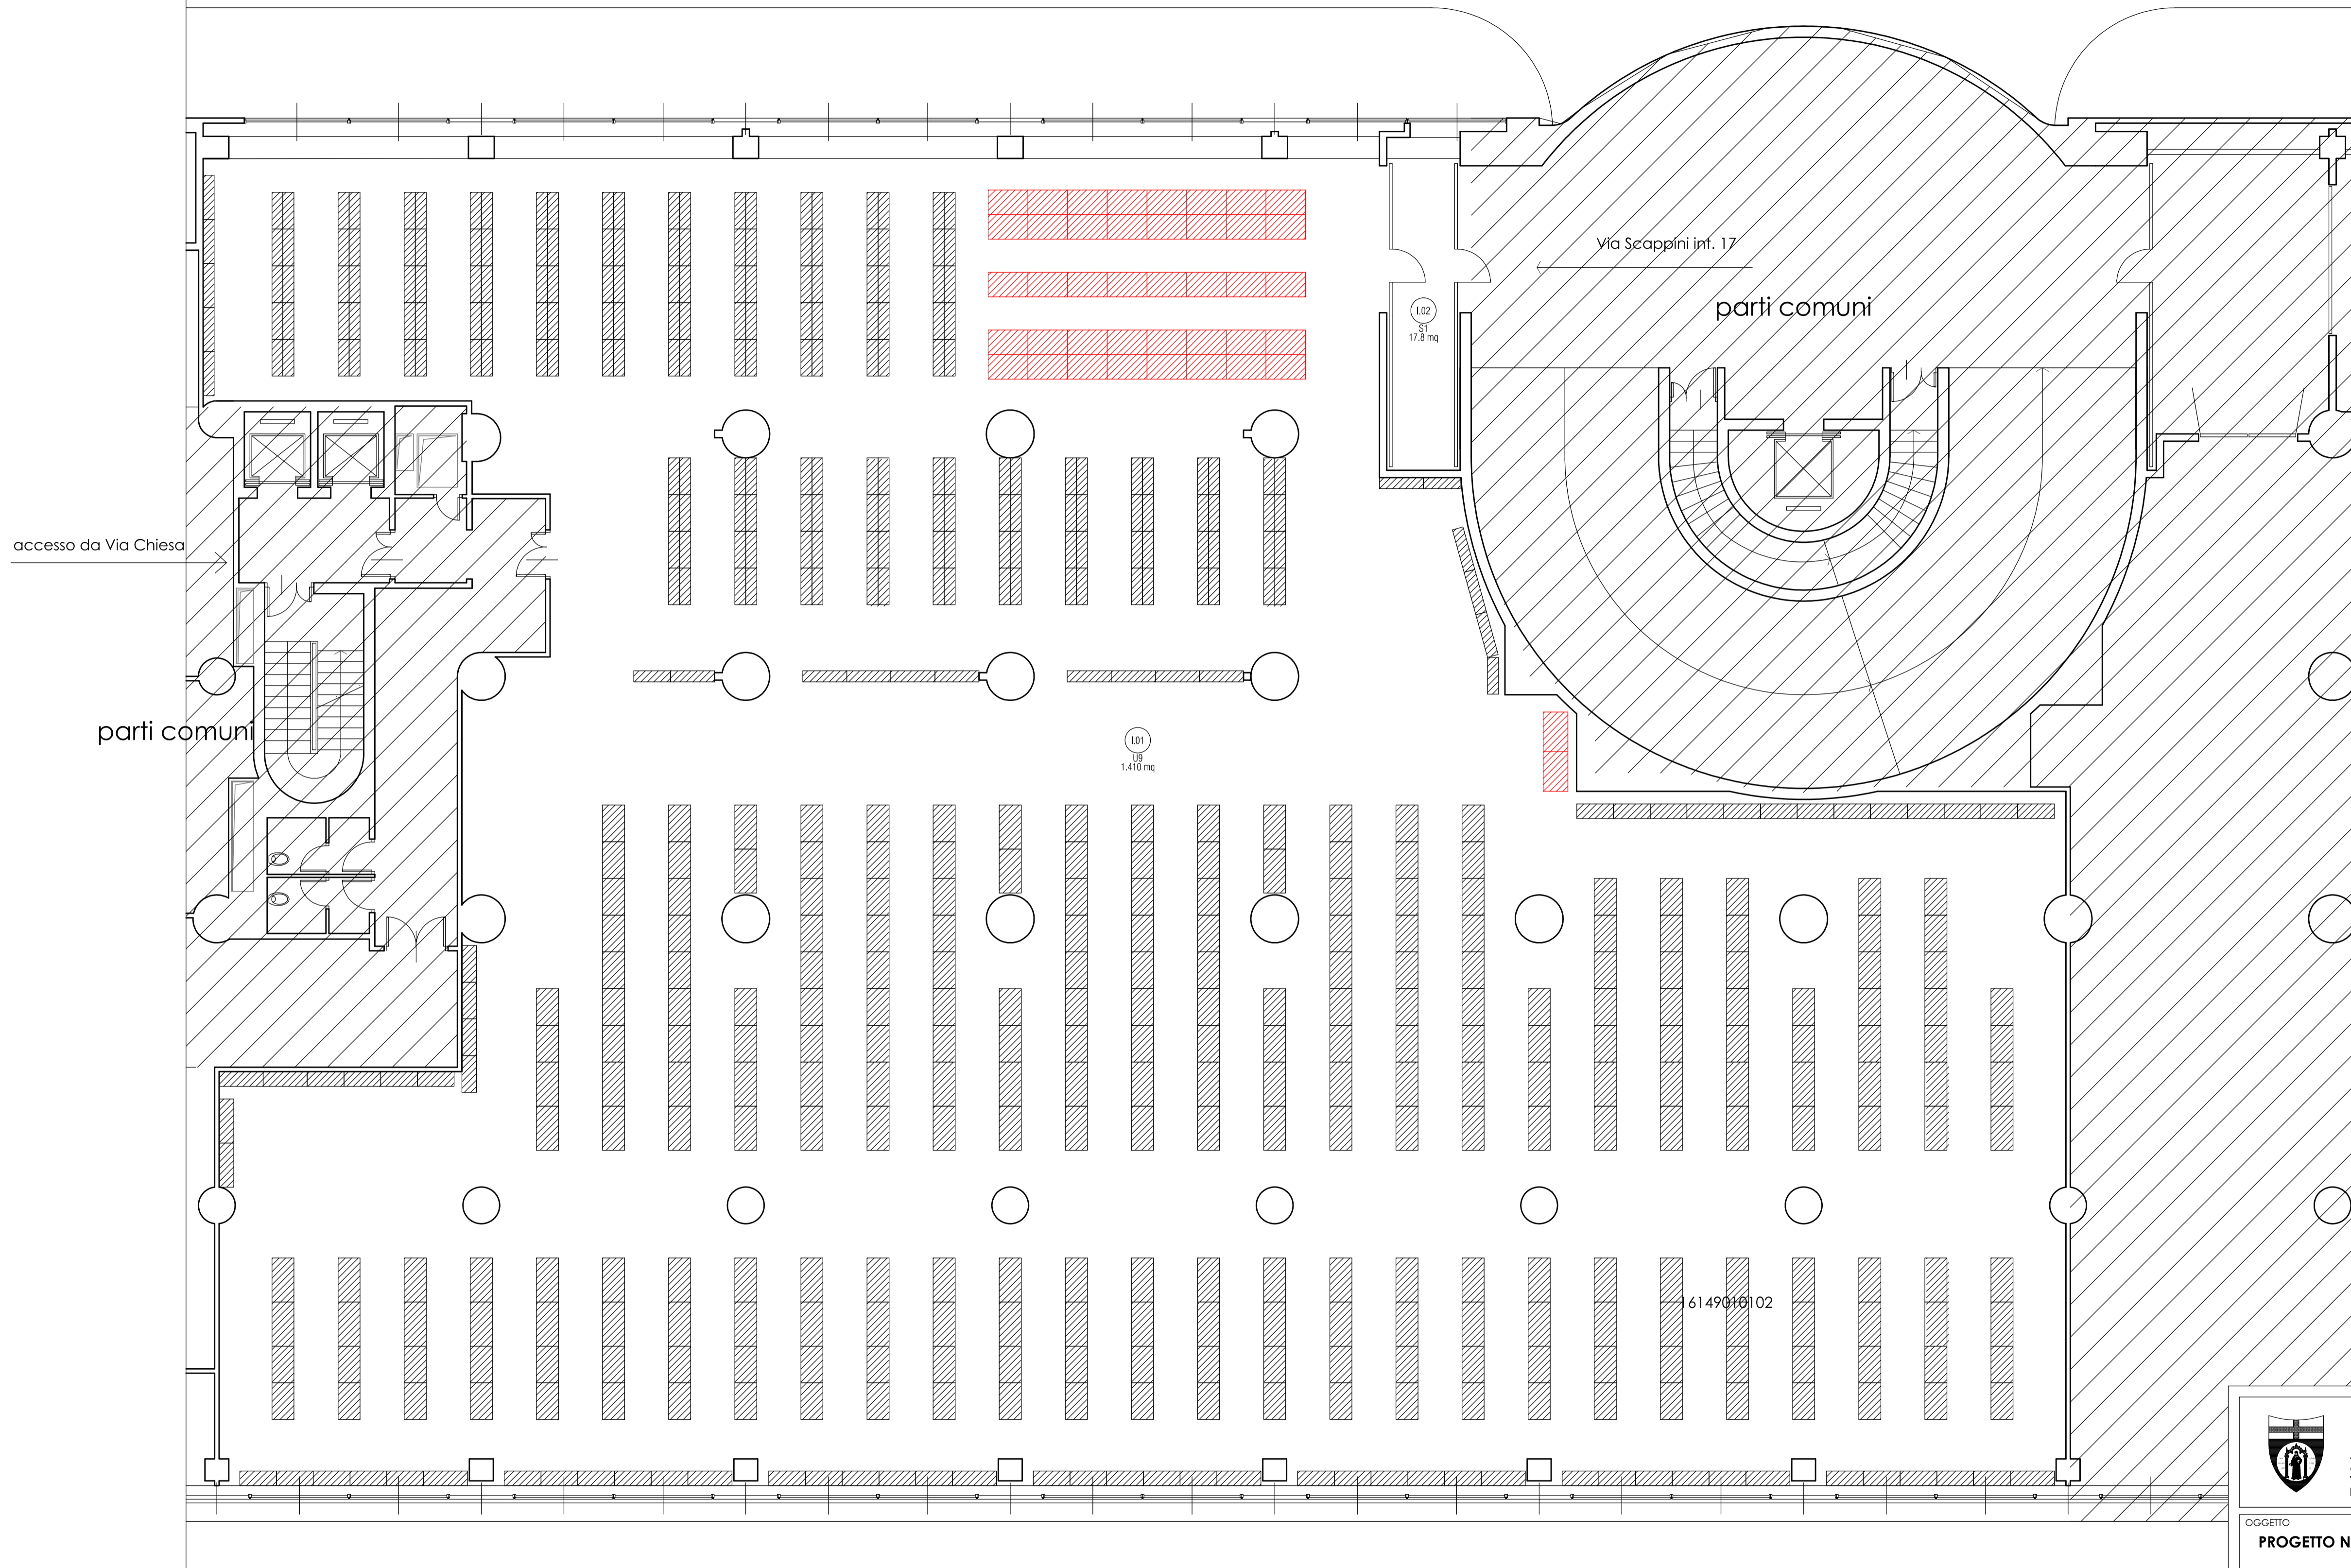 Via Scappini int. 17
parti comuni
I.02
S1
17.8 mq
accesso da Via Chiesa
parti comuni
I.01
U9
1.410 mq
16149010102
OGGETTO
PROGETTO N